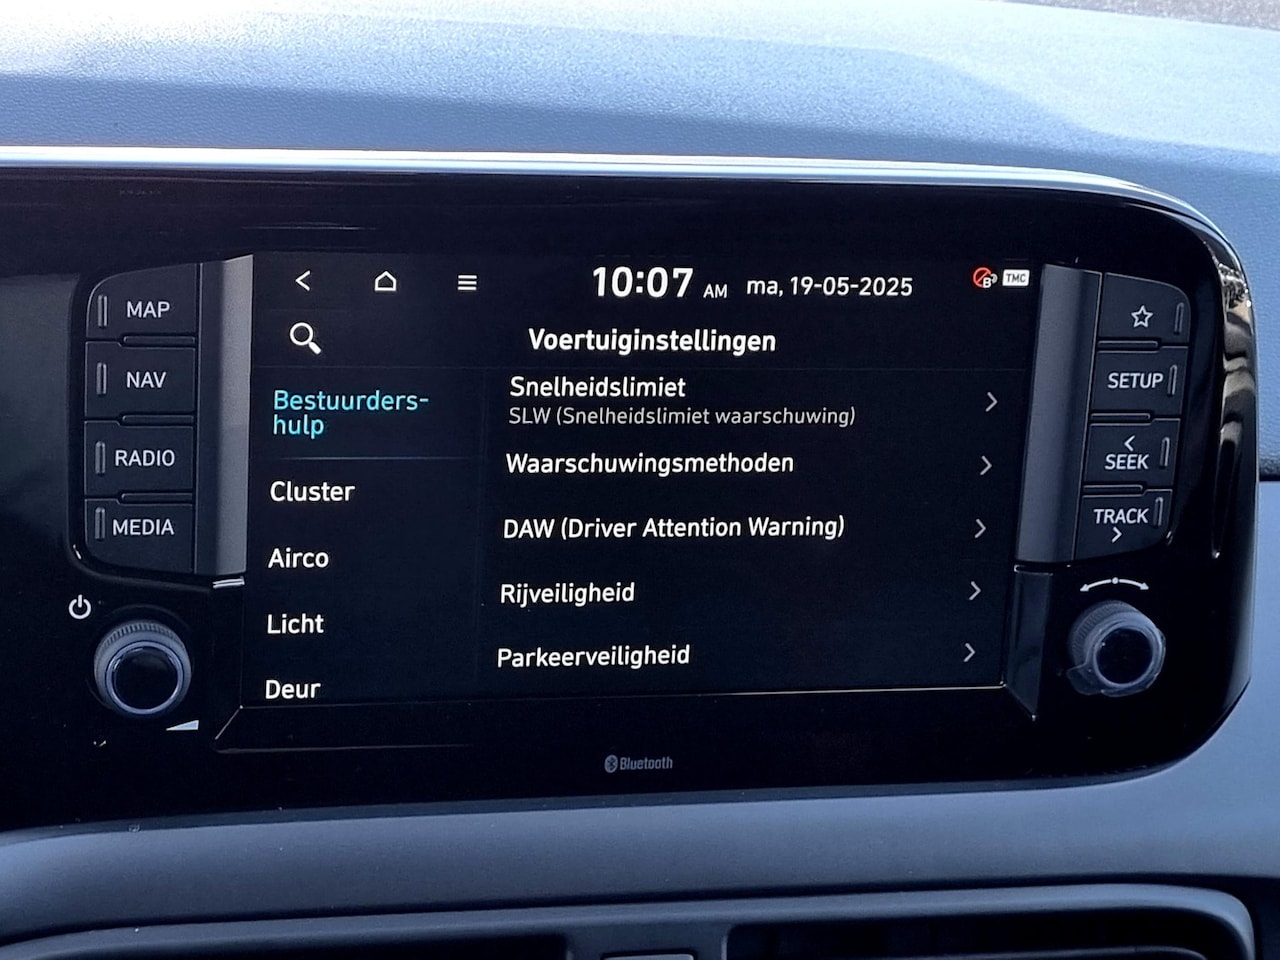 10:07 AM ma, 19-05-2025 TMC
Voertuiginstellingen
Bestuurders-
hulp
Cluster
Airco
Licht
Deur
Snelheidslimiet
SLW (Snelheidslimiet waarschuwing)
Waarschuwingsmethoden
DAW (Driver Attention Warning)
Rijveiligheid
Parkeerveiligheid
MAP
NAV
RADIO
MEDIA
SETUP
SEEK
TRACK
Bluetooth